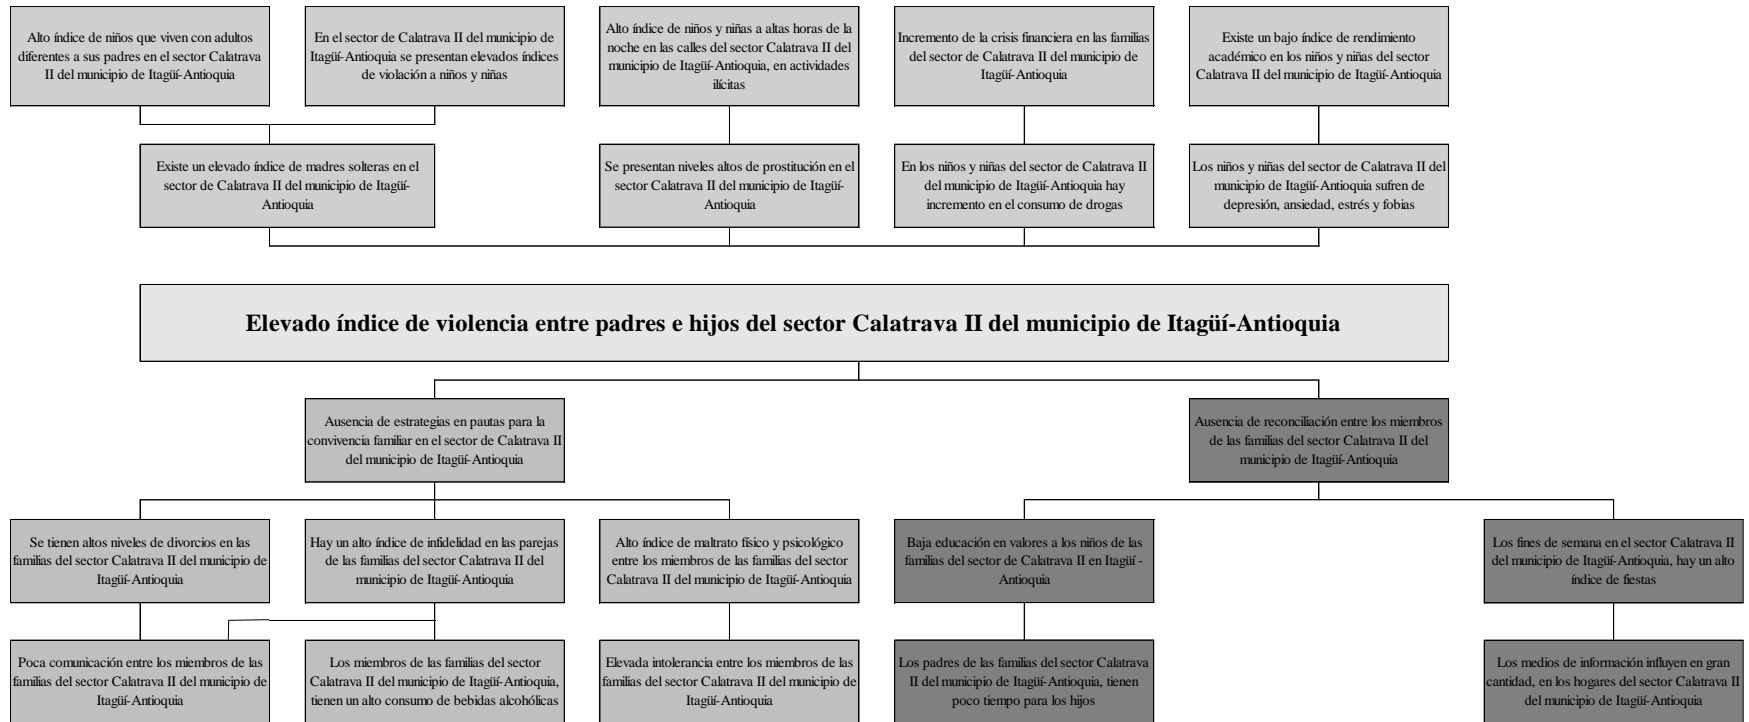 Alto índice de niños que viven con adultos
diferentes a sus padres en el sector Calatrava
II del municipio de Itagüí-Antioquia
En el sector de Calatrava II del municipio de
Itagüí-Antioquia se presentan elevados índices
de violación a niños y niñas
Alto índice de niños y niñas a altas horas de la
noche en las calles del sector Calatrava II del
municipio de Itagüí-Antioquia, en actividades
ilícitas
Incremento de la crisis financiera en las familias
del sector de Calatrava II del municipio de
Itagüí-Antioquia
Existe un bajo índice de rendimiento
académico en los niños y niñas del sector
Calatrava II del municipio de Itagüí-Antioquia
Existe un elevado índice de madres solteras en el
sector de Calatrava II del municipio de Itagüí-
Antioquia
Se presentan niveles altos de prostitución en el
sector Calatrava II del municipio de Itagüí-
Antioquia
En los niños y niñas del sector de Calatrava II
del municipio de Itagüí-Antioquia hay
incremento en el consumo de drogas
Los niños y niñas del sector de Calatrava II del
municipio de Itagüí-Antioquia sufren de
depresión, ansiedad, estrés y fobias
Elevado índice de violencia entre padres e hijos del sector Calatrava II del municipio de Itagüí-Antioquia
Ausencia de estrategias en pautas para la
convivencia familiar en el sector de Calatrava II
del municipio de Itagüí-Antioquia
Ausencia de reconciliación entre los miembros
de las familias del sector Calatrava II del
municipio de Itagüí-Antioquia
Se tienen altos niveles de divorcios en las
familias del sector Calatrava II del municipio de
Itagüí-Antioquia
Hay un alto índice de infidelidad en las parejas
de las familias del sector Calatrava II del
municipio de Itagüí-Antioquia
Alto índice de maltrato físico y psicológico
entre los miembros de las familias del sector
Calatrava II del municipio de Itagüí-Antioquia
Baja educación en valores a los niños de las
familias del sector de Calatrava II en Itagüí -
Antioquia
Los fines de semana en el sector Calatrava II
del municipio de Itagüí-Antioquia, hay un alto
índice de fiestas
Poca comunicación entre los miembros de las
familias del sector Calatrava II del municipio de
Itagüí-Antioquia
Los miembros de las familias del sector
Calatrava II del municipio de Itagüí-Antioquia,
tienen un alto consumo de bebidas alcohólicas
Elevada intolerancia entre los miembros de las
familias del sector Calatrava II del municipio de
Itagüí-Antioquia
Los padres de las familias del sector Calatrava
II del municipio de Itagüí-Antioquia, tienen
poco tiempo para los hijos
Los medios de información influyen en gran
cantidad, en los hogares del sector Calatrava II
del municipio de Itagüí-Antioquia